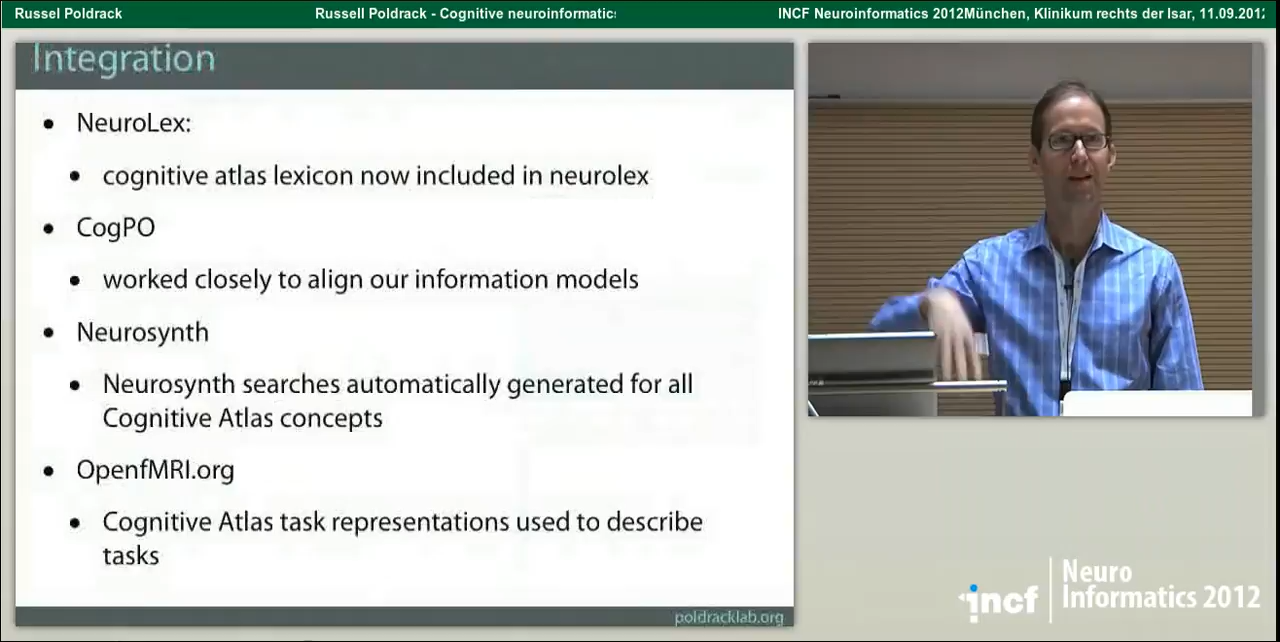 Russel Poldrack
Russell Poldrack - Cognitive neuroinformatics
INCF Neuroinformatics 2012München, Klinikum rechts der Isar, 11.09.2012
Integration
• NeuroLex:
• cognitive atlas lexicon now included in neurolex
• CogPO
• worked closely to align our information models
• Neurosynth
• Neurosynth searches automatically generated for all
Cognitive Atlas concepts
• OpenfMRI.org
• Cognitive Atlas task representations used to describe
tasks
poldracklab.org
incf
Neuro
Informatics 2012